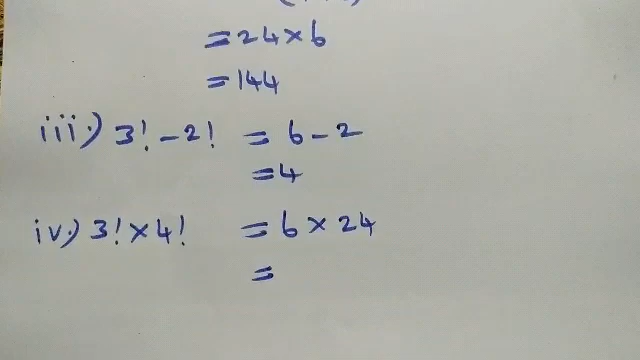 = 24 × 6
= 144
iii.) 3! - 2! = 6 - 2
= 4
iv.) 3! × 4! = 6 × 24
=